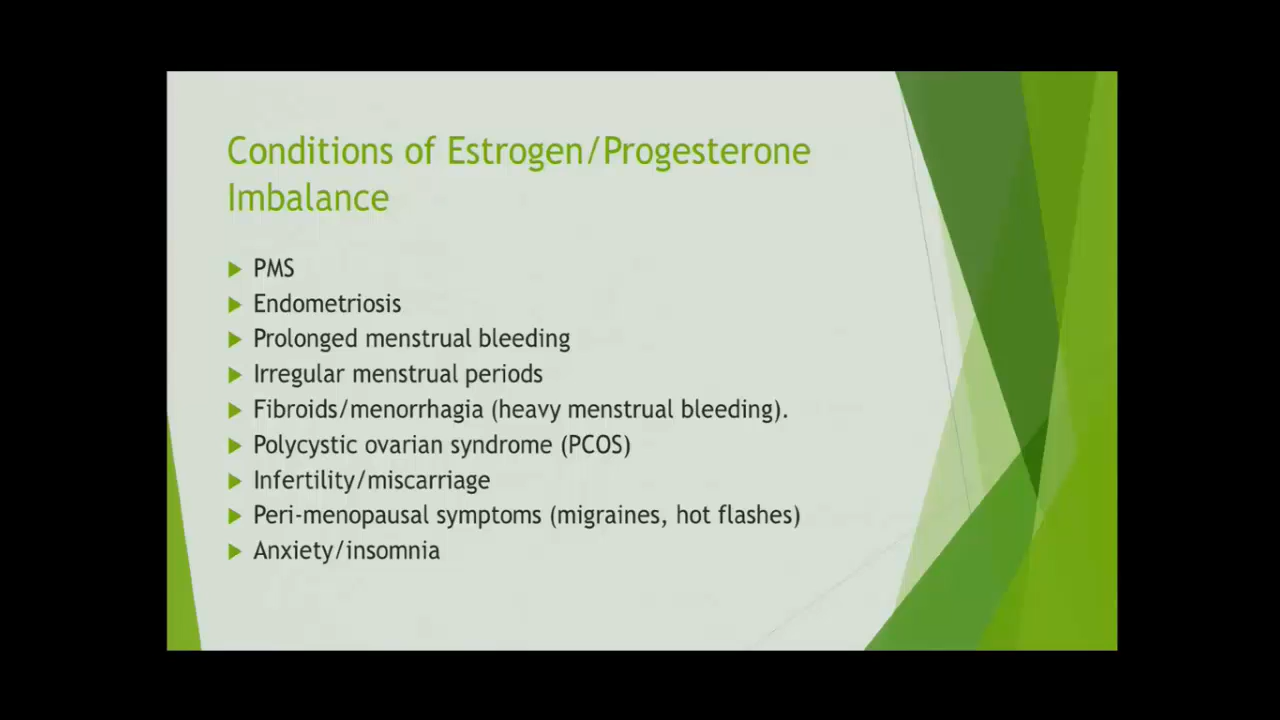 Conditions of Estrogen/Progesterone
Imbalance
PMS
Endometriosis
Prolonged menstrual bleeding
Irregular menstrual periods
Fibroids/menorrhagia (heavy menstrual bleeding).
Polycystic ovarian syndrome (PCOS)
Infertility/miscarriage
Peri-menopausal symptoms (migraines, hot flashes)
Anxiety/insomnia